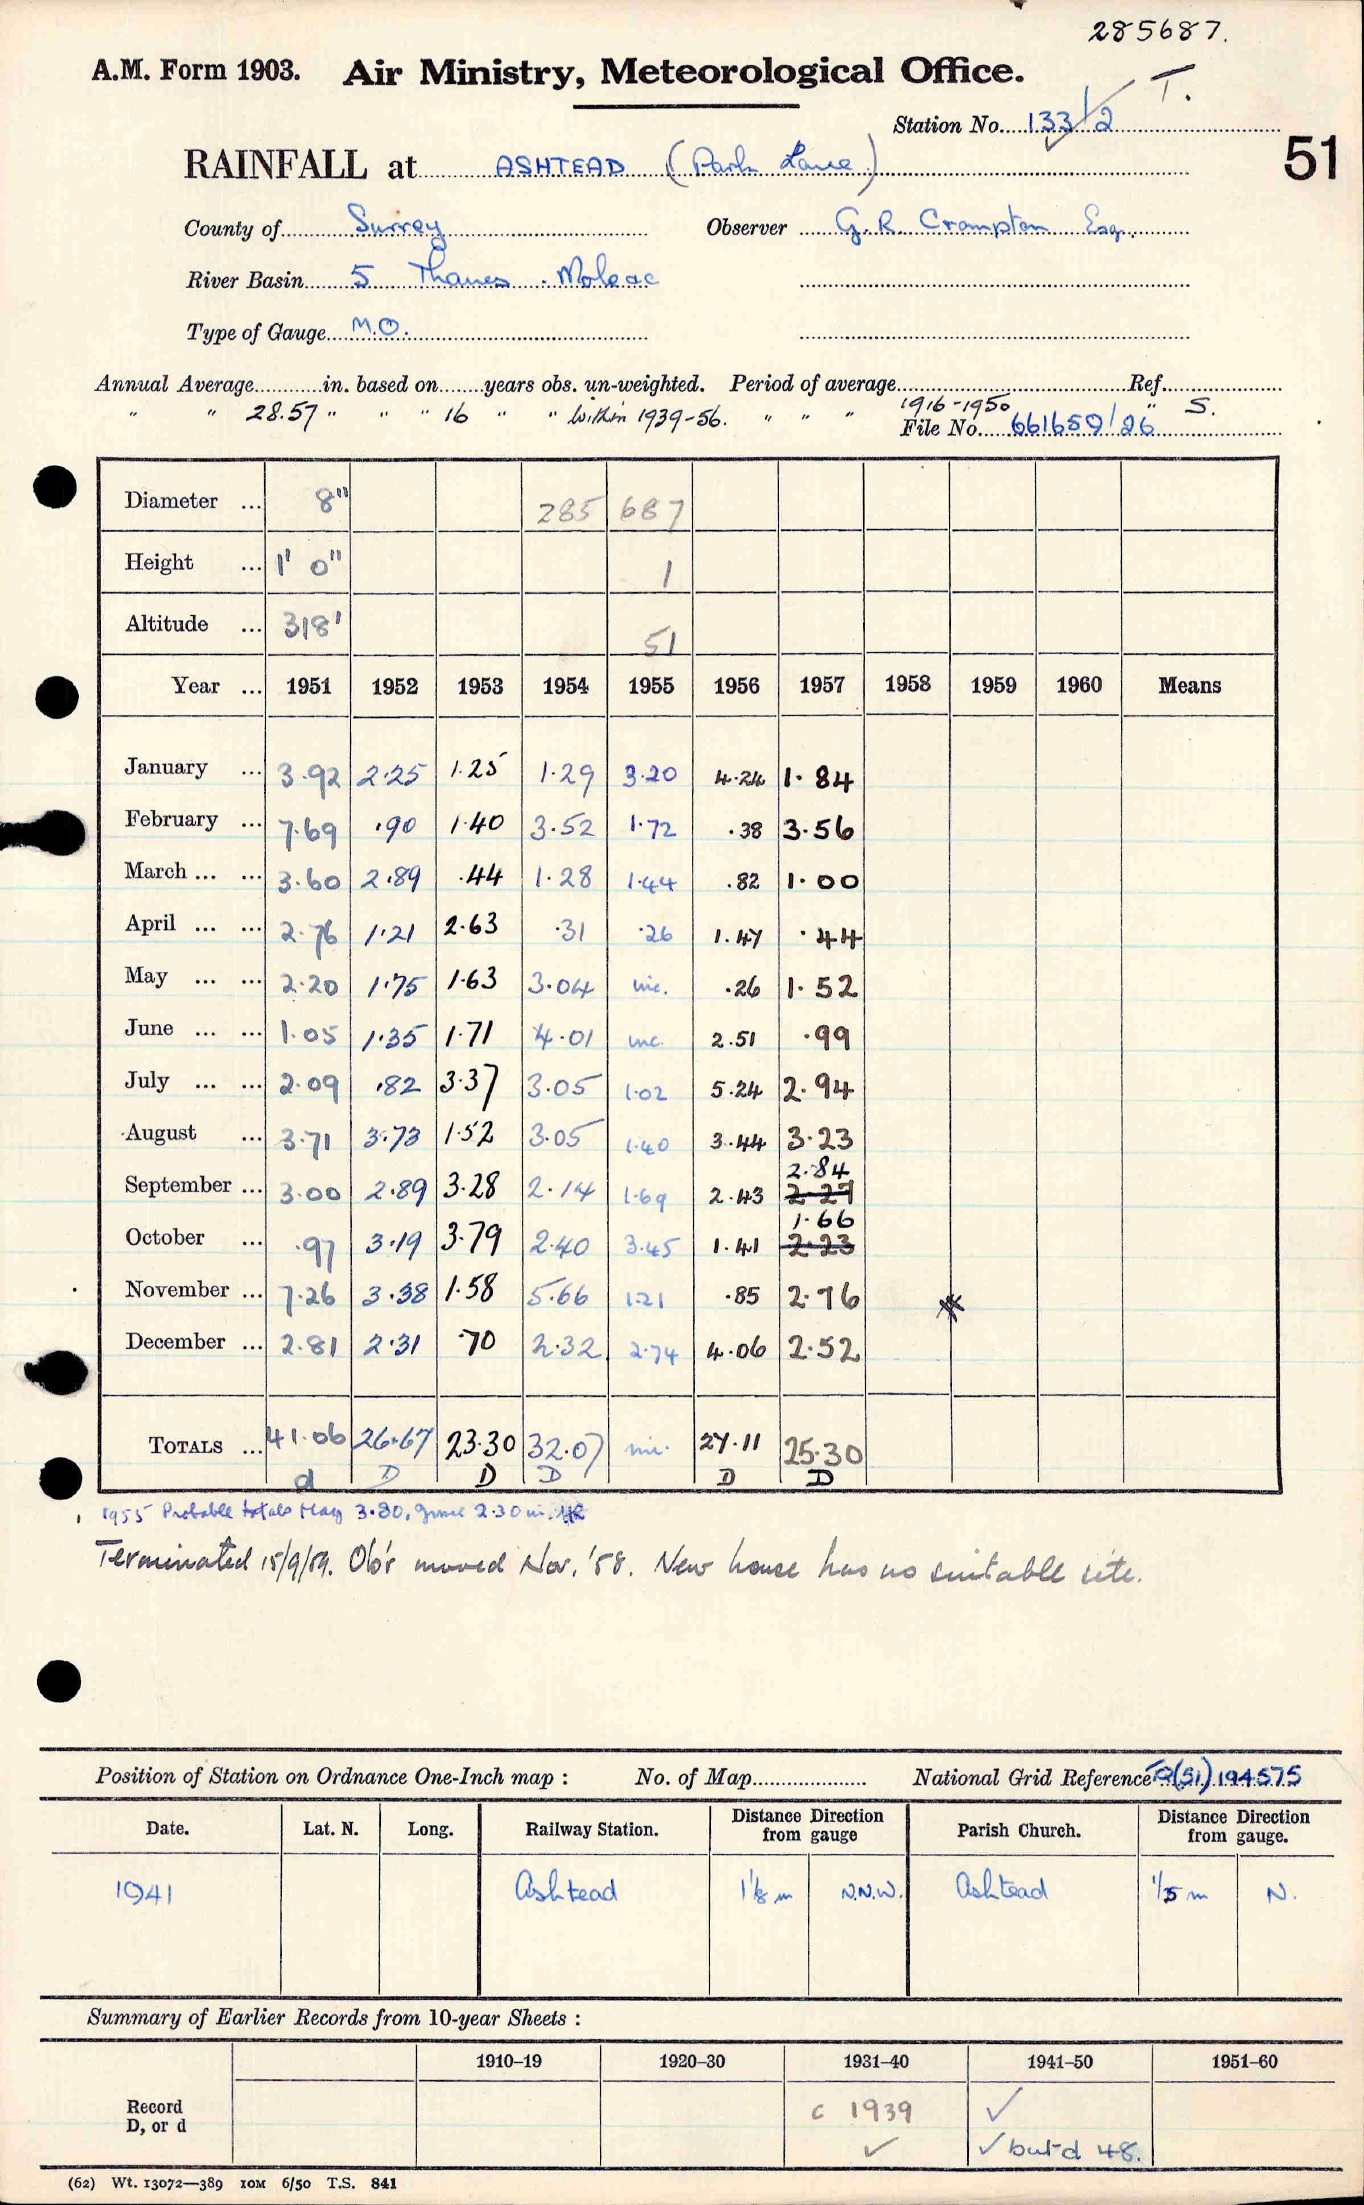 285687.
A.M. Form 1903. Air Ministry, Meteorological Office.
T.
Station No. 133/2
51
RAINFALL at ASHTEAD (Park Lane)
County of Surrey Observer G. R. Crampton Esq.
River Basin 5 Thames . Mole &c
Type of Gauge M.O.
Annual Average in. based on years obs. un-weighted. Period of average Ref.
" " 28.57 " " " 16 " " Within 1939-56. " " " 1916-1950 " S.
File No. 661659/26
Diameter ... 8" 285 687
Height ... 1' 0" 1
Altitude ... 318' 51
Year ... 1951 1952 1953 1954 1955 1956 1957 1958 1959 1960 Means
January ... 3.92 2.25 1.25 1.29 3.20 4.24 1.84
February ... 7.69 .90 1.40 3.52 1.72 .38 3.56
March ... ... 3.60 2.89 .44 1.28 1.44 .82 1.00
April ... ... 2.76 1.21 2.63 .31 .26 1.47 .44
May ... ... 2.20 1.75 1.63 3.04 inc. .26 1.52
June ... ... 1.05 1.35 1.71 4.01 inc. 2.51 .99
July ... ... 2.09 .82 3.37 3.05 1.02 5.24 2.94
August ... 3.71 3.73 1.52 3.05 1.40 3.44 3.23
2.84
September ... 3.00 2.89 3.28 2.14 1.69 2.43 2.27
1.66
October ... .97 3.19 3.79 2.40 3.45 1.41 2.23
November ... 7.26 3.38 1.58 5.66 1.21 .85 2.76
December ... 2.81 2.31 .70 2.32 2.74 4.06 2.52
TOTALS ... 41.06 26.67 23.30 32.07 inc. 27.11 25.30
d D D D D D
1955 Probable totals May 3.80, June 2.30 in.
Terminated 15/9/59. Ob'r moved Nov. '58. New house has no suitable site.
Position of Station on Ordnance One-Inch map : No. of Map National Grid Reference TQ(51) 194575
Date. Lat. N. Long. Railway Station. Distance from gauge Direction Parish Church. Distance from gauge. Direction
1941 Ashtead 1⅛ m N.N.W. Ashtead 1/5 m N.
Summary of Earlier Records from 10-year Sheets :
1910–19 1920–30 1931–40 1941–50 1951–60
Record D, or d c 1939 ✓
✓ ✓ but d 48.
(62) Wt. 13072—389 10M 6/50 T.S. 841